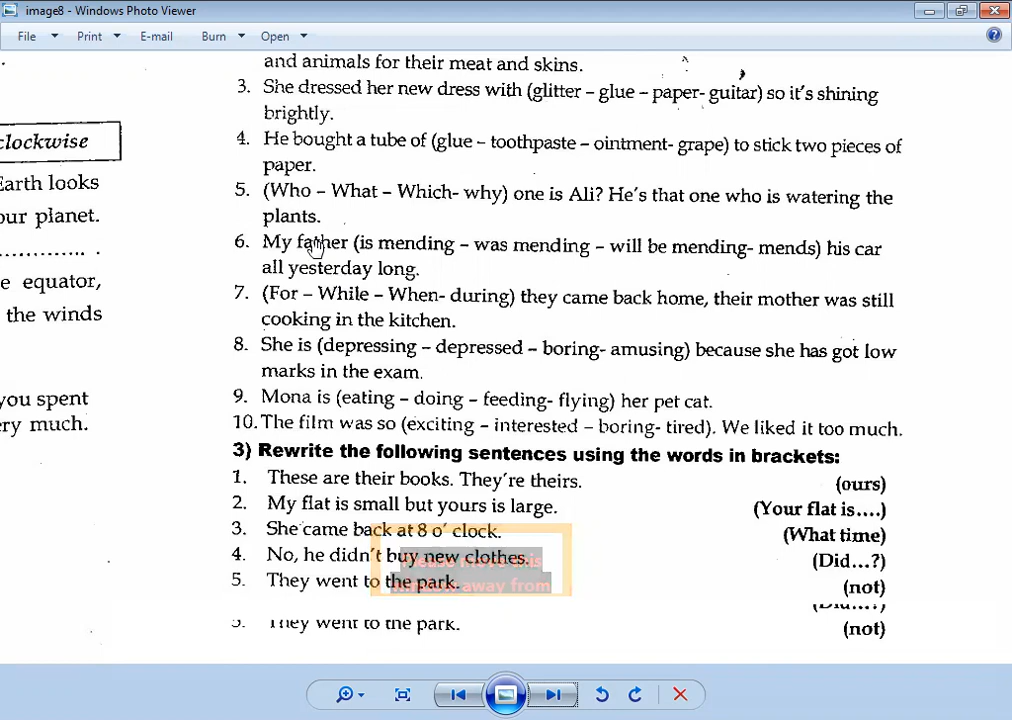 image8 - Windows Photo Viewer
File Print E-mail Burn Open
and animals for their meat and skins.
3. She dressed her new dress with (glitter – glue – paper- guitar) so it's shining
brightly.
clockwise
4. He bought a tube of (glue – toothpaste – ointment- grape) to stick two pieces of
paper.
Earth looks
5. (Who – What – Which- why) one is Ali? He's that one who is watering the
plants.
our planet.
6. My father (is mending – was mending – will be mending- mends) his car
all yesterday long.
.............. .
e equator,
7. (For – While – When- during) they came back home, their mother was still
cooking in the kitchen.
the winds
8. She is (depressing – depressed – boring- amusing) because she has got low
marks in the exam.
you spent
9. Mona is (eating – doing – feeding- flying) her pet cat.
ery much.
10. The film was so (exciting – interested – boring- tired). We liked it too much.
3) Rewrite the following sentences using the words in brackets:
1. These are their books. They're theirs. (ours)
2. My flat is small but yours is large. (Your flat is....)
3. She came back at 8 o' clock. (What time)
4. No, he didn't buy new clothes. (Did...?)
Please move this
5. They went to the park. (not)
window away from
(Did...?)
5. They went to the park. (not)